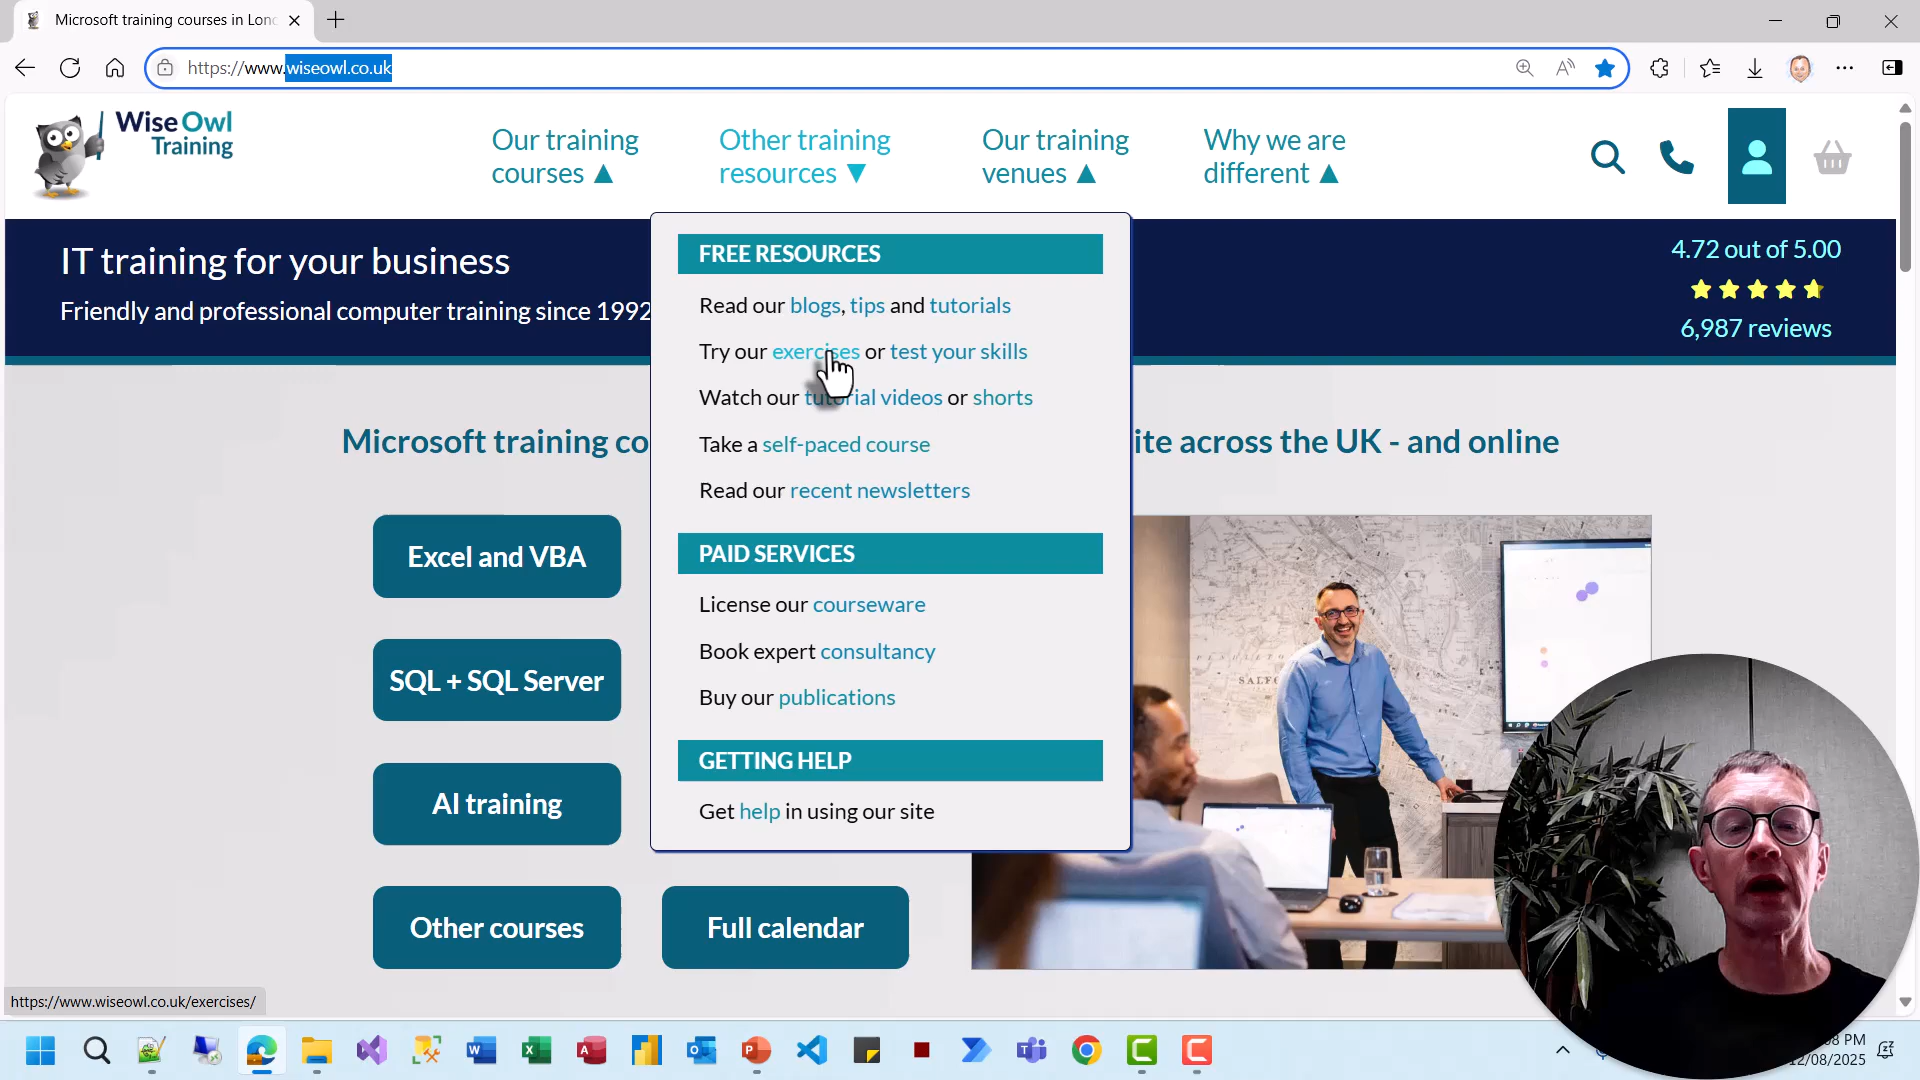 Microsoft training courses in Lon
https://www.wiseowl.co.uk
Wise Owl
Training
Our training
courses ▲
Other training
resources ▼
Our training
venues ▲
Why we are
different ▲
IT training for your business
Friendly and professional computer training since 1992
4.72 out of 5.00
6,987 reviews
FREE RESOURCES
Read our blogs, tips and tutorials
Try our exercises or test your skills
Watch our tutorial videos or shorts
Take a self-paced course
Read our recent newsletters
PAID SERVICES
License our courseware
Book expert consultancy
Buy our publications
GETTING HELP
Get help in using our site
Microsoft training co
ite across the UK - and online
Excel and VBA
SQL + SQL Server
AI training
Other courses
Full calendar
https://www.wiseowl.co.uk/exercises/
8 PM
12/08/2025